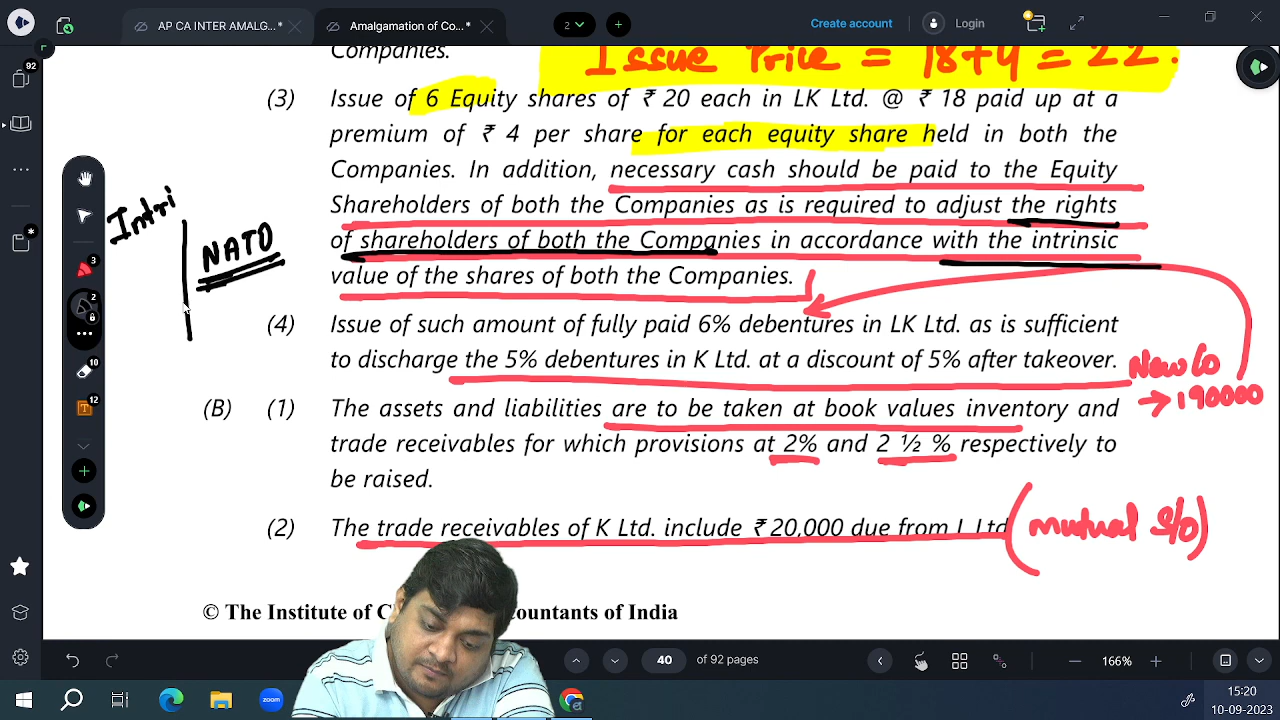 AP CA INTER AMALG...
Amalgamation of Co..*
2
Create account
Login
92
Companies.
Issue Price = 18+4 = 22.
(3) Issue of 6 Equity shares of ₹ 20 each in LK Ltd. @ ₹ 18 paid up at a
premium of ₹ 4 per share for each equity share held in both the
Companies. In addition, necessary cash should be paid to the Equity
Shareholders of both the Companies as is required to adjust the rights
of shareholders of both the Companies in accordance with the intrinsic
value of the shares of both the Companies.
Intri
NATO
(4) Issue of such amount of fully paid 6% debentures in LK Ltd. as is sufficient
to discharge the 5% debentures in K Ltd. at a discount of 5% after takeover.
New Co
→ 190000
(B) (1) The assets and liabilities are to be taken at book values inventory and
trade receivables for which provisions at 2% and 2 ½ % respectively to
be raised.
(2) The trade receivables of K Ltd. include ₹ 20,000 due from L Ltd
(mutual s/o)
© The Institute of C ountants of India
3
2
10
12
T
40 of 92 pages
166%
zoom
15:20
10-09-2023